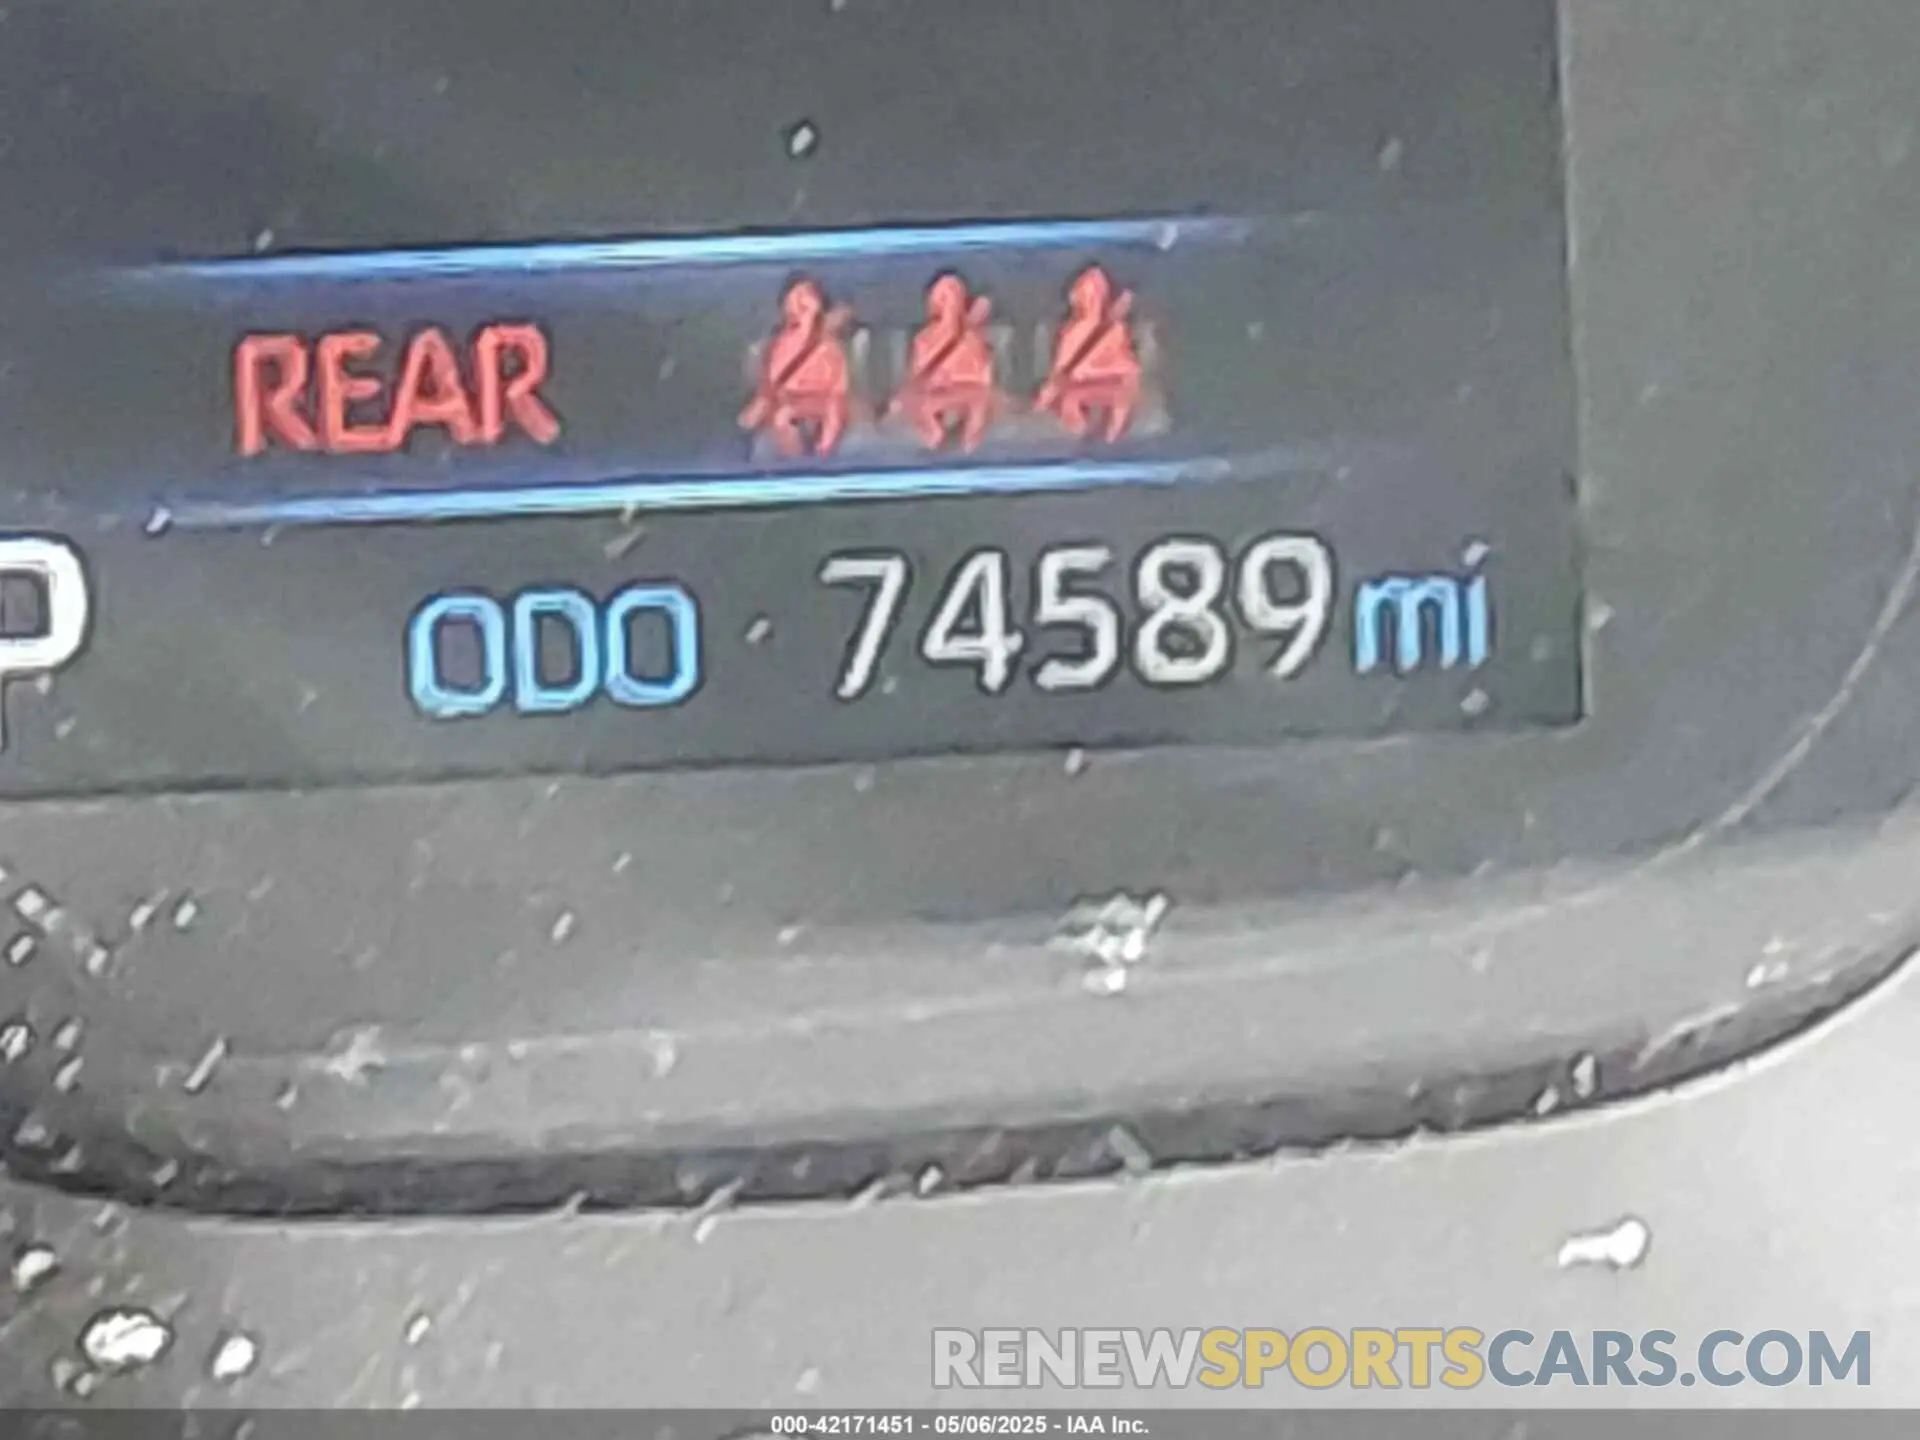 REAR
P
ODO 74589 mi
RENEWSPORTSCARS.COM
000-42171451 - 05/06/2025 - IAA Inc.